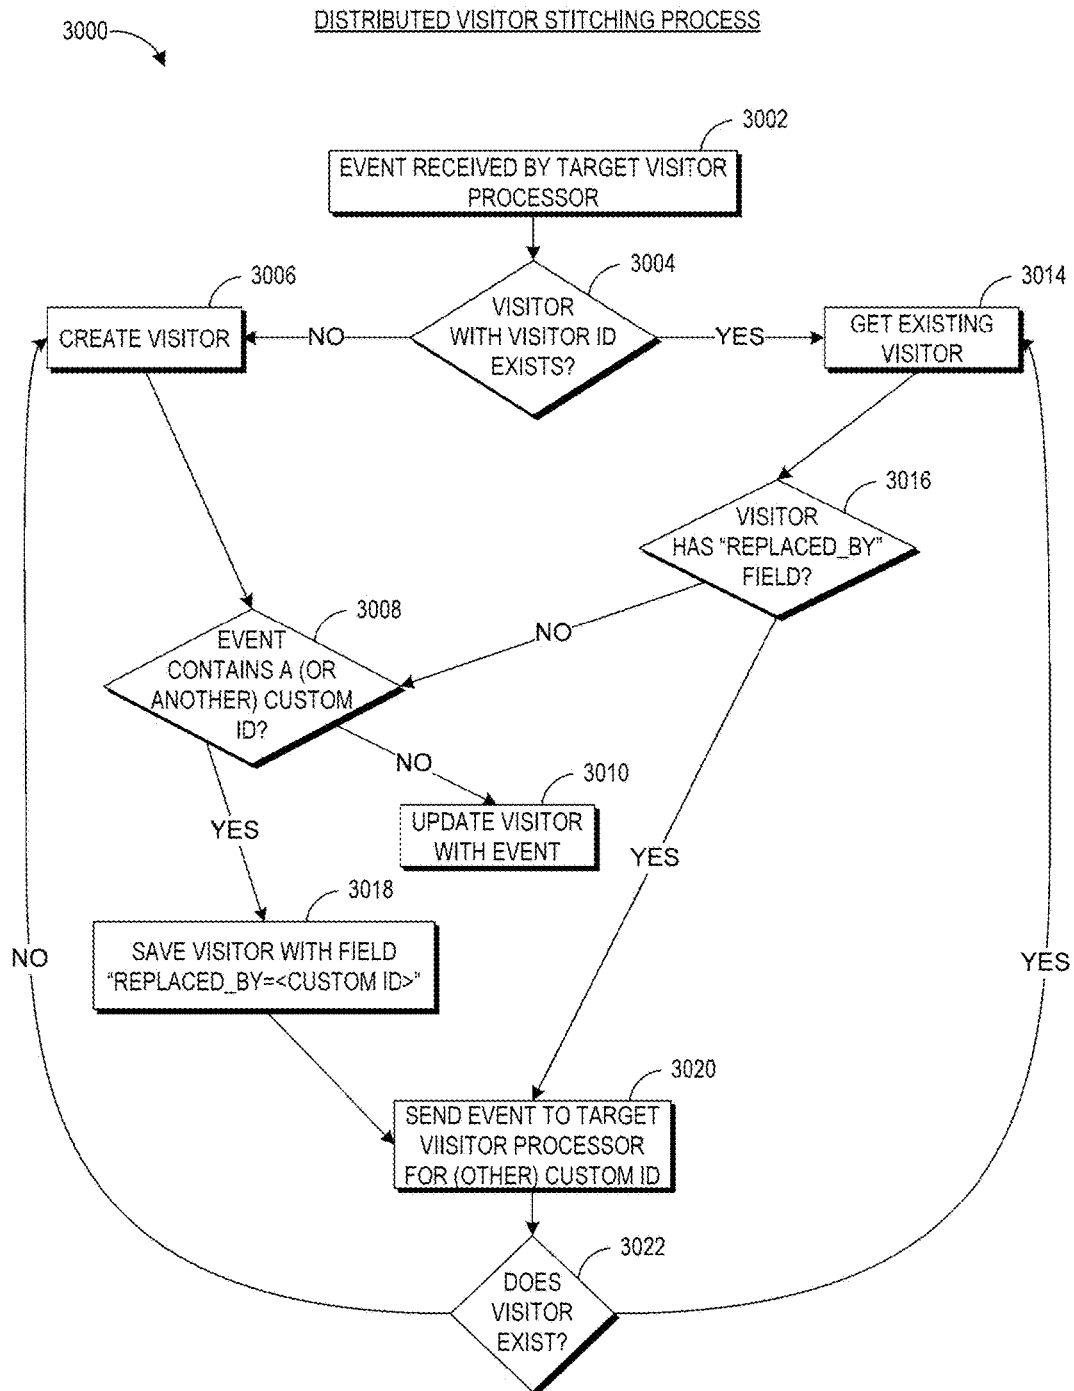 DISTRIBUTED VISITOR STITCHING PROCESS
3000
3002
EVENT RECEIVED BY TARGET VISITOR
PROCESSOR
3004
VISITOR
WITH VISITOR ID
EXISTS?
3006
CREATE VISITOR
NO
YES
3014
GET EXISTING
VISITOR
3016
VISITOR
HAS “REPLACED_BY”
FIELD?
NO
YES
3008
EVENT
CONTAINS A (OR
ANOTHER) CUSTOM
ID?
NO
3010
UPDATE VISITOR
WITH EVENT
YES
3018
SAVE VISITOR WITH FIELD
“REPLACED_BY=<CUSTOM ID>”
3020
SEND EVENT TO TARGET
VIISITOR PROCESSOR
FOR (OTHER) CUSTOM ID
3022
DOES
VISITOR
EXIST?
NO
YES